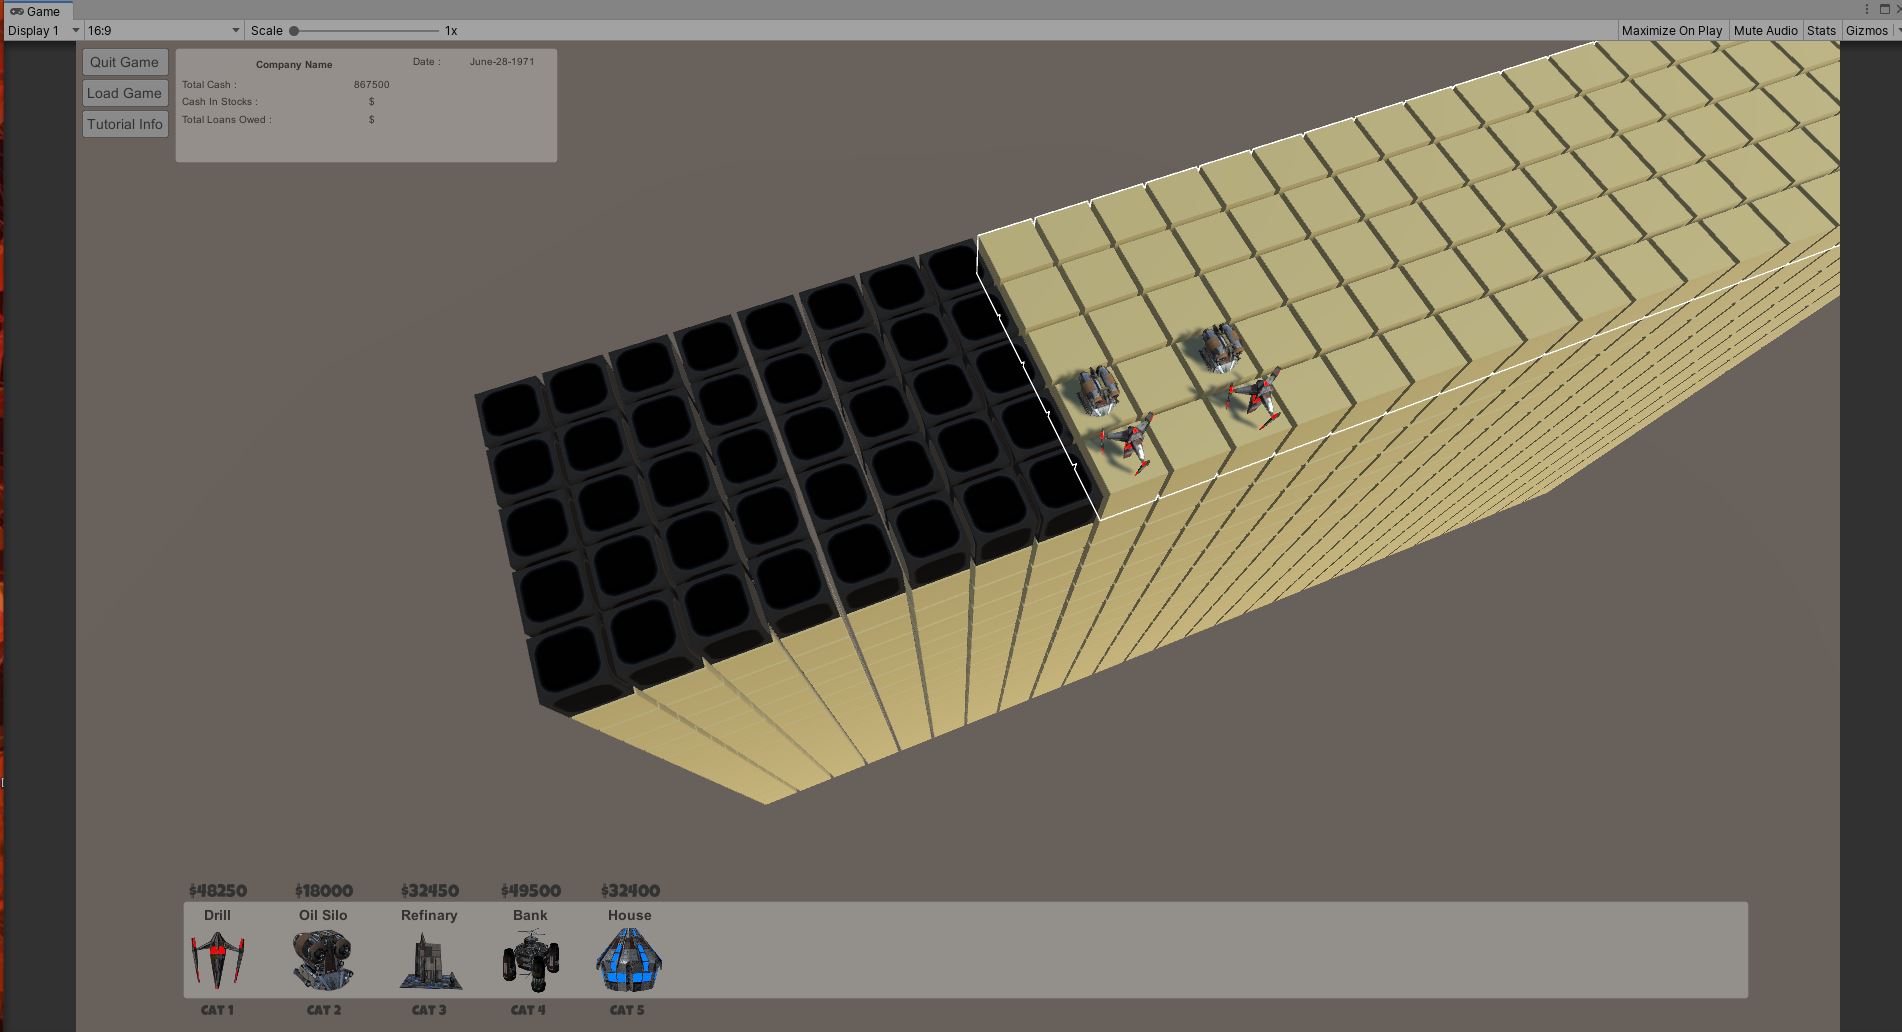 Game
Display 1 16:9 Scale 1x Maximize On Play Mute Audio Stats Gizmos
Quit Game
Load Game
Tutorial Info
Company Name Date : June-28-1971
Total Cash : 867500
Cash In Stocks : $
Total Loans Owed : $
$48250 $18000 $32450 $49500 $32400
Drill Oil Silo Refinary Bank House
CAT 1 CAT 2 CAT 3 CAT 4 CAT 5